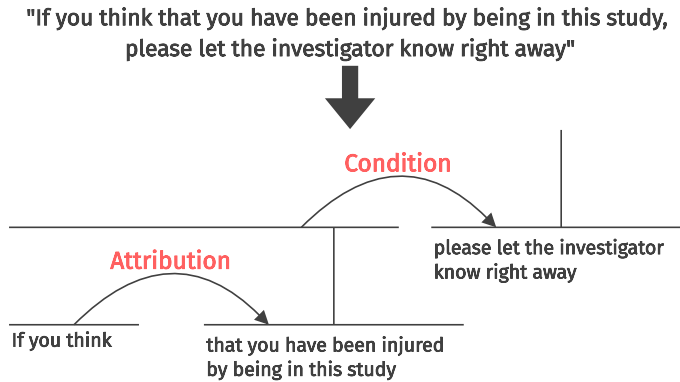 "If you think that you have been injured by being in this study,
please let the investigator know right away"
Condition
please let the investigator
know right away
Attribution
If you think
that you have been injured
by being in this study